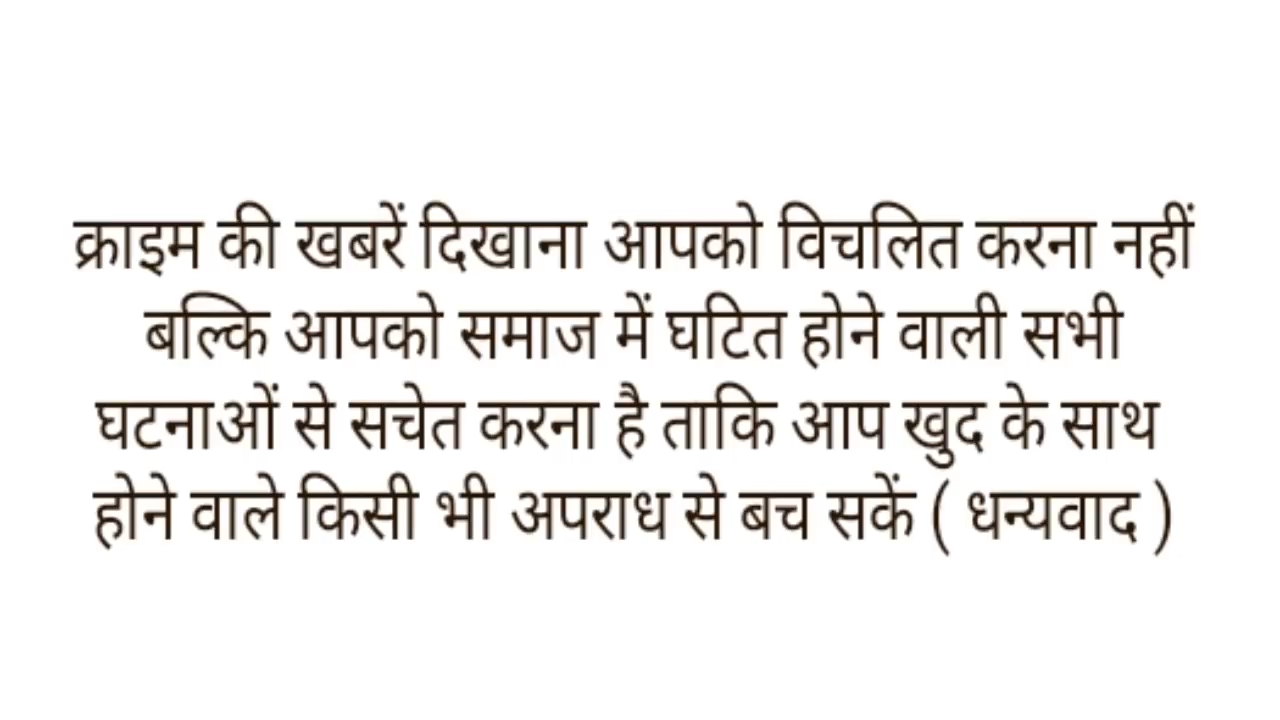 क्राइम की खबरें दिखाना आपको विचलित करना नहीं
बल्कि आपको समाज में घटित होने वाली सभी
घटनाओं से सचेत करना है ताकि आप खुद के साथ
होने वाले किसी भी अपराध से बच सकें ( धन्यवाद )